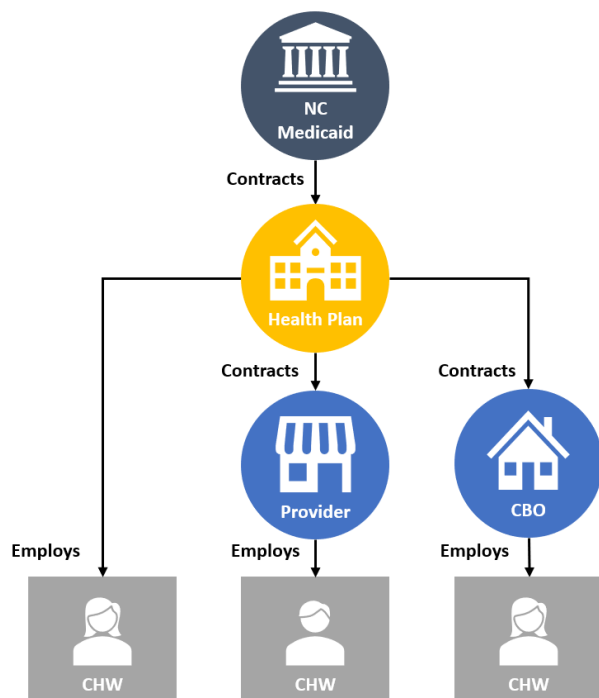 NC
Medicaid
Contracts
Health Plan
Contracts
Contracts
Provider
CBO
Employs
Employs
Employs
CHW
CHW
CHW